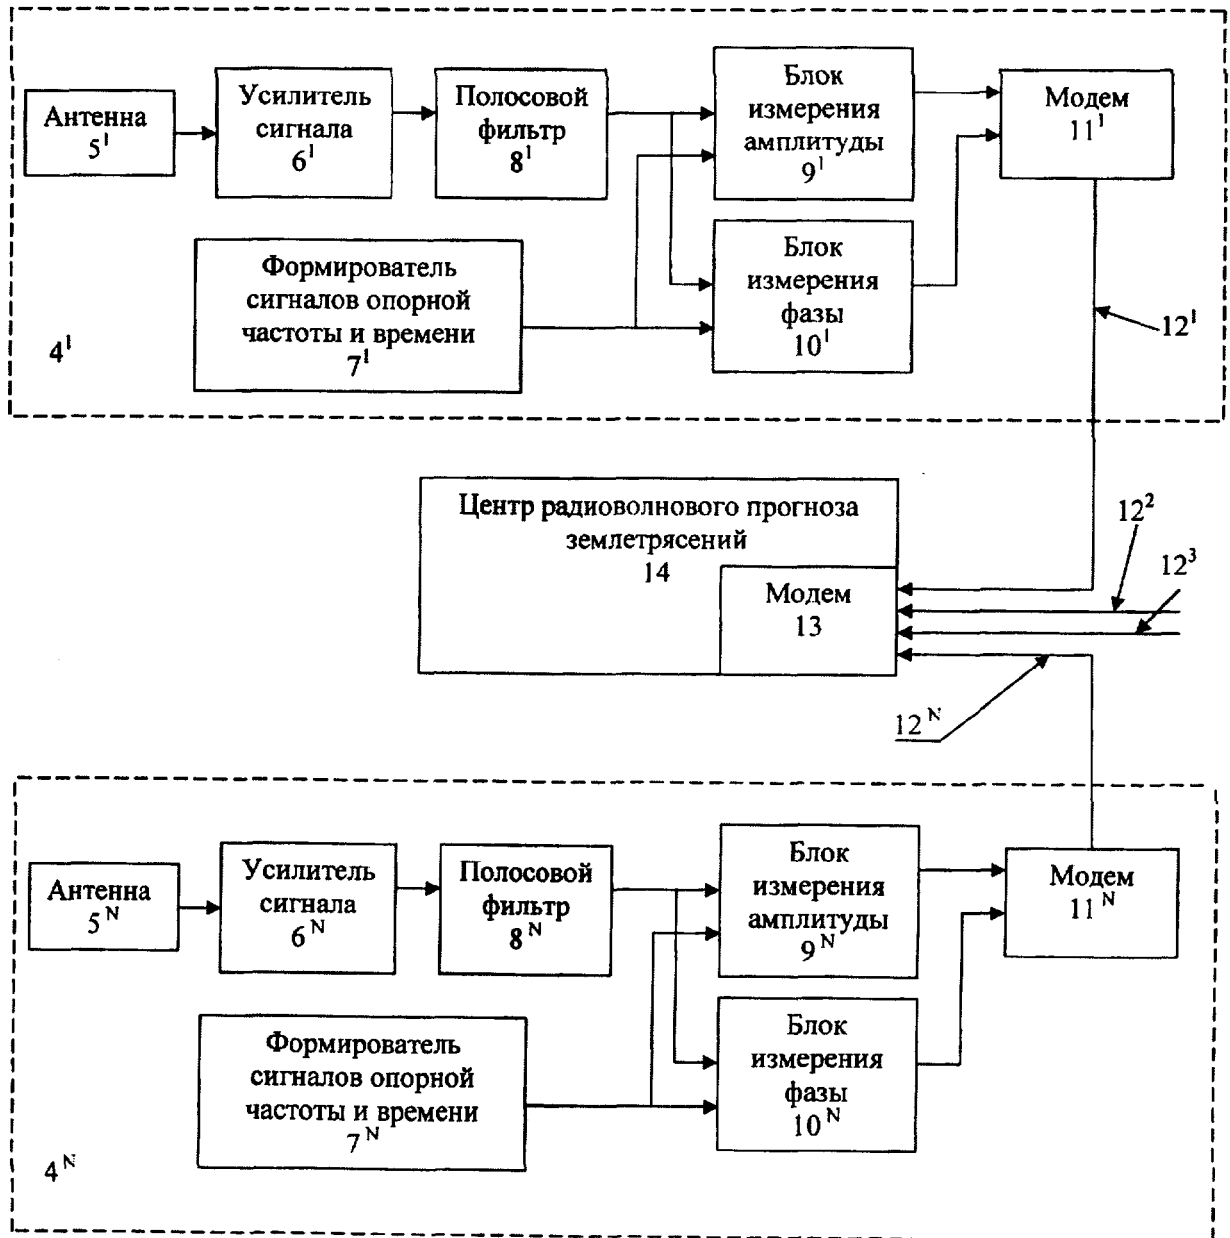 Антенна
5¹
Усилитель
сигнала
6¹
Полосовой
фильтр
8¹
Блок
измерения
амплитуды
9¹
Модем
11¹
Формирователь
сигналов опорной
частоты и времени
7¹
Блок
измерения
фазы
10¹
4¹
12¹
Центр радиоволнового прогноза
землетрясений
14
Модем
13
12²
12³
12ᴺ
Антенна
5ᴺ
Усилитель
сигнала
6ᴺ
Полосовой
фильтр
8ᴺ
Блок
измерения
амплитуды
9ᴺ
Модем
11ᴺ
Формирователь
сигналов опорной
частоты и времени
7ᴺ
Блок
измерения
фазы
10ᴺ
4ᴺ